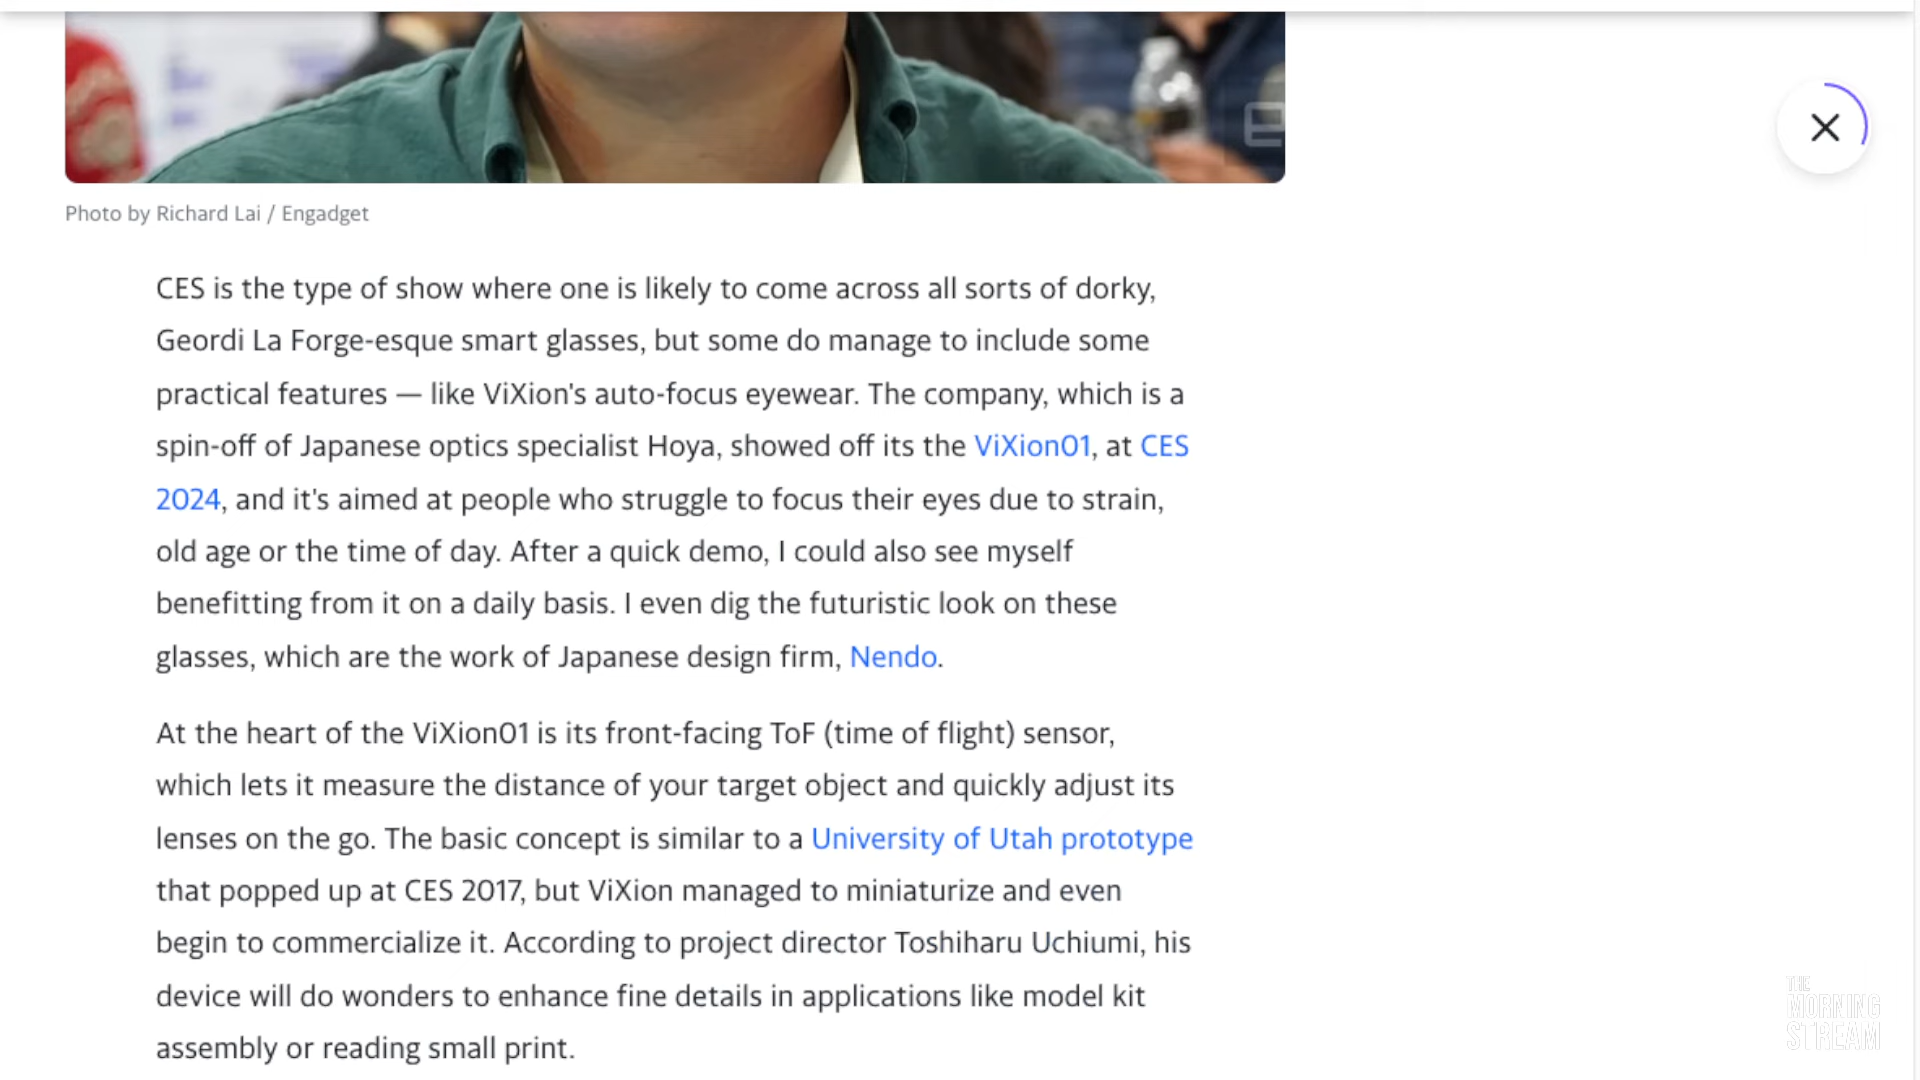 Photo by Richard Lai / Engadget
CES is the type of show where one is likely to come across all sorts of dorky,
Geordi La Forge-esque smart glasses, but some do manage to include some
practical features — like ViXion's auto-focus eyewear. The company, which is a
spin-off of Japanese optics specialist Hoya, showed off its the ViXion01, at CES
2024, and it's aimed at people who struggle to focus their eyes due to strain,
old age or the time of day. After a quick demo, I could also see myself
benefitting from it on a daily basis. I even dig the futuristic look on these
glasses, which are the work of Japanese design firm, Nendo.
At the heart of the ViXion01 is its front-facing ToF (time of flight) sensor,
which lets it measure the distance of your target object and quickly adjust its
lenses on the go. The basic concept is similar to a University of Utah prototype
that popped up at CES 2017, but ViXion managed to miniaturize and even
begin to commercialize it. According to project director Toshiharu Uchiumi, his
device will do wonders to enhance fine details in applications like model kit
assembly or reading small print.
THE
MORNING
STREAM